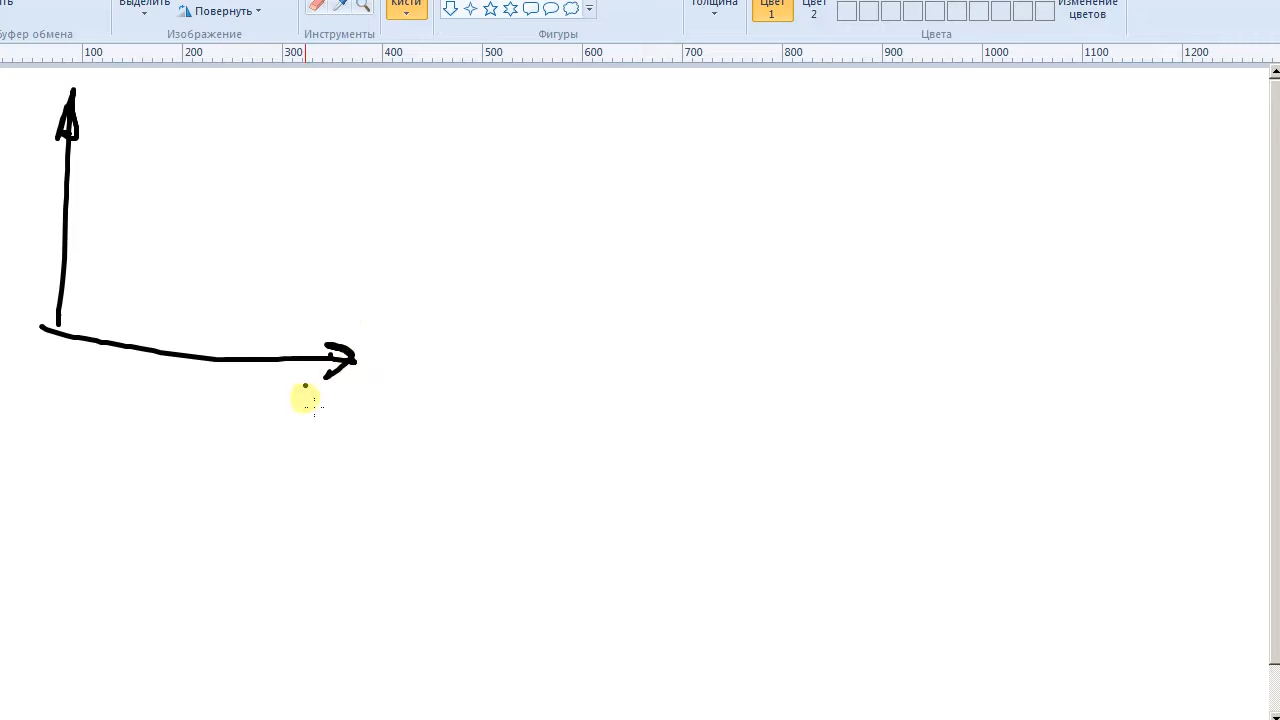 Выделить
Повернуть
Кисти
Толщина
Цвет
1
Цвет
2
Изменение
цветов
буфер обмена
Изображение
Инструменты
Фигуры
Цвета
100 200 300 400 500 600 700 800 900 1000 1100 1200